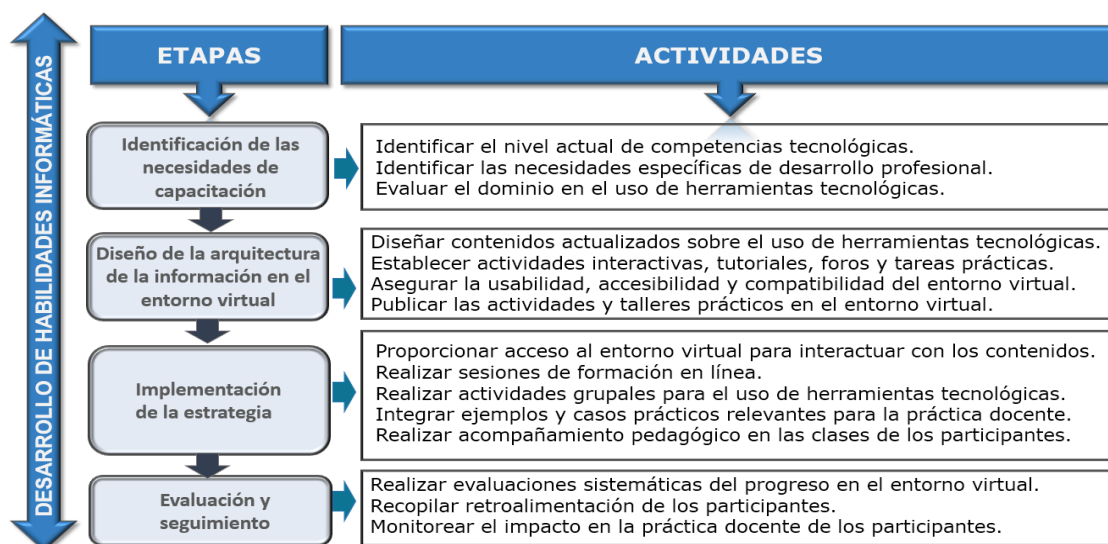 DESARROLLO DE HABILIDADES INFORMÁTICAS
ETAPAS
ACTIVIDADES
Identificación de las
necesidades de
capacitación
Identificar el nivel actual de competencias tecnológicas.
Identificar las necesidades específicas de desarrollo profesional.
Evaluar el dominio en el uso de herramientas tecnológicas.
Diseño de la arquitectura
de la información en el
entorno virtual
Diseñar contenidos actualizados sobre el uso de herramientas tecnológicas.
Establecer actividades interactivas, tutoriales, foros y tareas prácticas.
Asegurar la usabilidad, accesibilidad y compatibilidad del entorno virtual.
Publicar las actividades y talleres prácticos en el entorno virtual.
Implementación
de la estrategia
Proporcionar acceso al entorno virtual para interactuar con los contenidos.
Realizar sesiones de formación en línea.
Realizar actividades grupales para el uso de herramientas tecnológicas.
Integrar ejemplos y casos prácticos relevantes para la práctica docente.
Realizar acompañamiento pedagógico en las clases de los participantes.
Evaluación y
seguimiento
Realizar evaluaciones sistemáticas del progreso en el entorno virtual.
Recopilar retroalimentación de los participantes.
Monitorear el impacto en la práctica docente de los participantes.